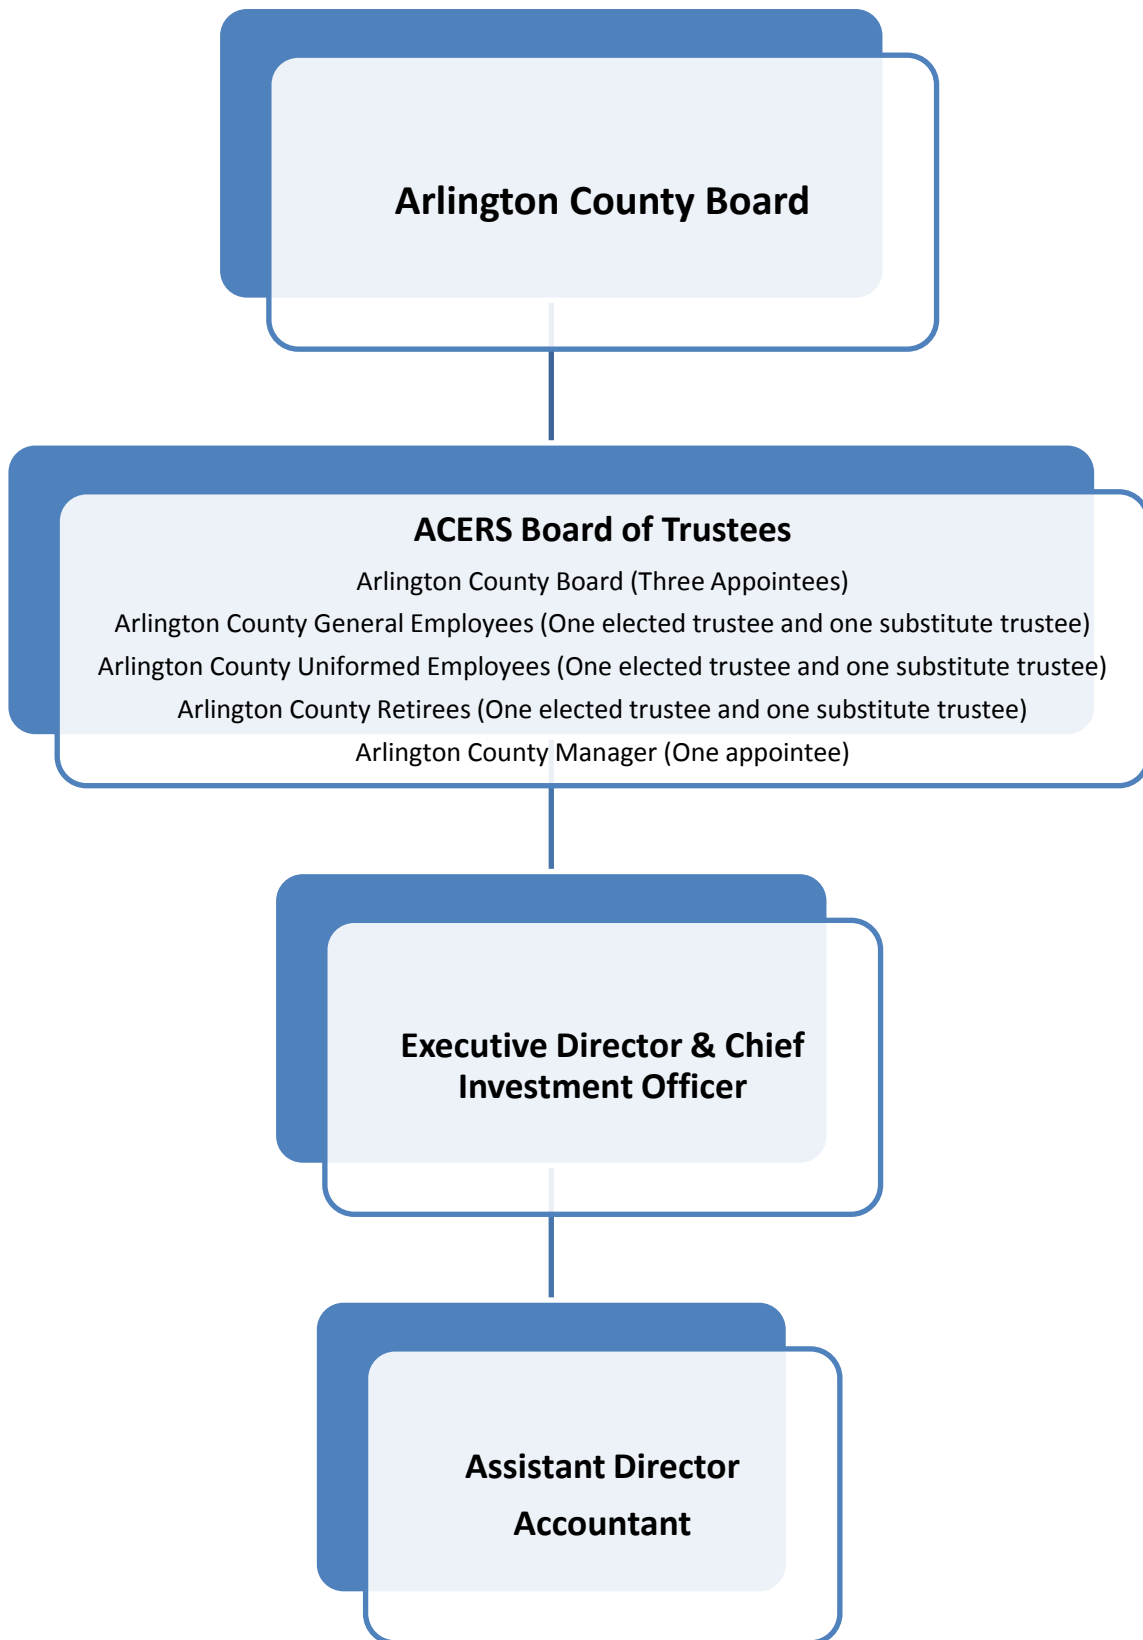 Arlington County Board
ACERS Board of Trustees
Arlington County Board (Three Appointees)
Arlington County General Employees (One elected trustee and one substitute trustee)
Arlington County Uniformed Employees (One elected trustee and one substitute trustee)
Arlington County Retirees (One elected trustee and one substitute trustee)
Arlington County Manager (One appointee)
Executive Director & Chief
Investment Officer
Assistant Director
Accountant